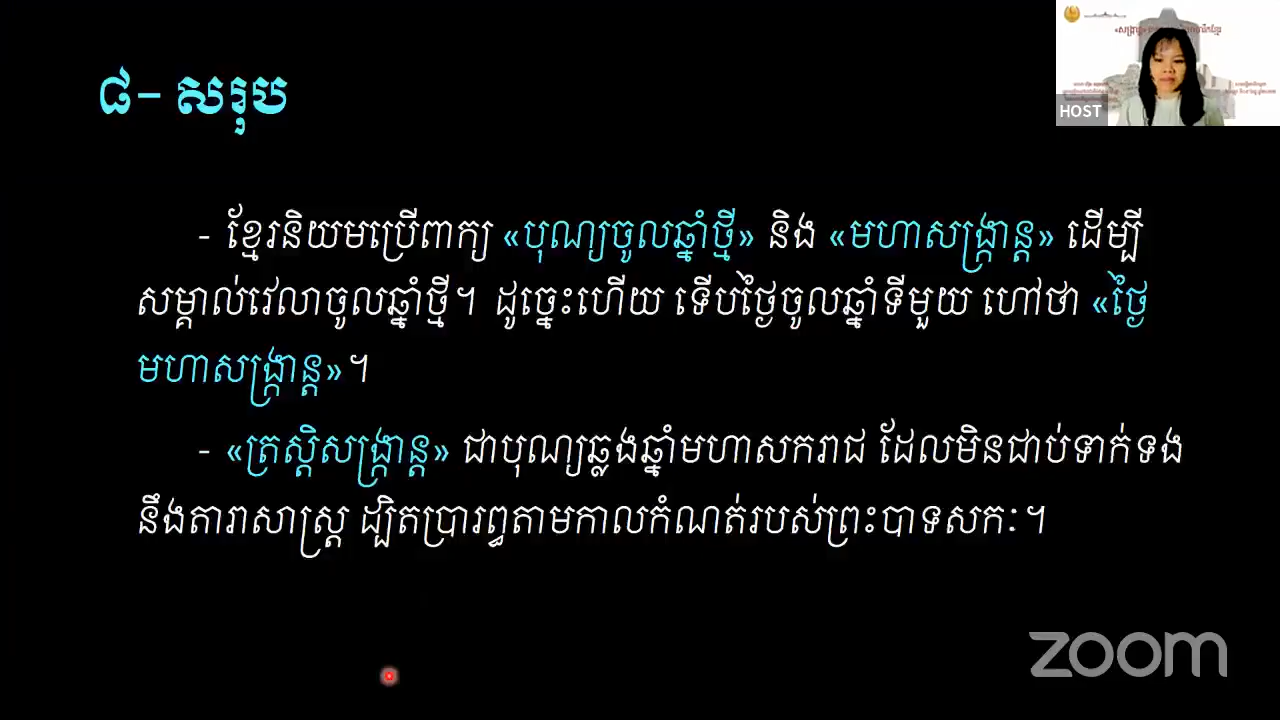 «សង្រ្កាន្ត
HOST
៨- សរុប
- ខ្មែរនិយមប្រើពាក្យ «បុណ្យចូលឆ្នាំថ្មី» និង «មហាសង្ក្រាន្ត» ដើម្បី
សម្គាល់វេលាចូលឆ្នាំថ្មី។ ដូច្នេះហើយ ទើបថ្ងៃចូលឆ្នាំទីមួយ ហៅថា «ថ្ងៃ
មហាសង្ក្រាន្ត»។
- «ត្រស្តិសង្ក្រាន្ត» ជាបុណ្យឆ្លងឆ្នាំមហាសករាជ ដែលមិនជាប់ទាក់ទង
នឹងតារាសាស្ត្រ ដ្បិតប្រារព្ធតាមកាលកំណត់របស់ព្រះបាទសកៈ។
zoom